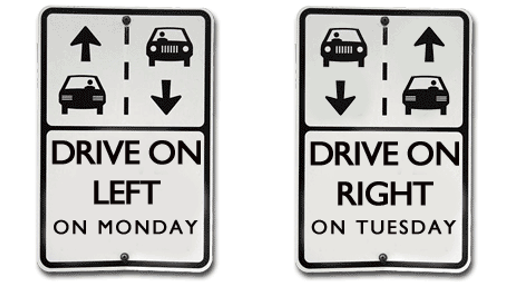 DRIVE ON
LEFT
ON MONDAY
DRIVE ON
RIGHT
ON TUESDAY